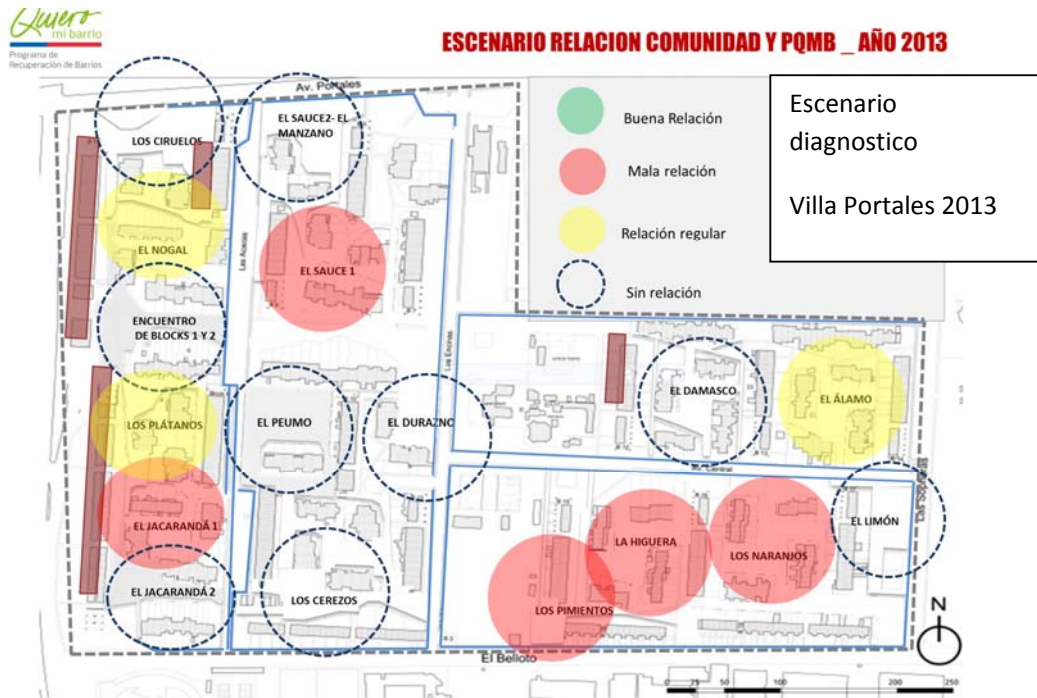 Quiero
mi barrio
Programa de
Recuperación de Barrios
ESCENARIO RELACION COMUNIDAD Y PQMB _ AÑO 2013
Escenario
diagnostico
Villa Portales 2013
Buena Relación
Mala relación
Relación regular
Sin relación
Av. Portales
LOS CIRUELOS
EL SAUCE2- EL
MANZANO
EL NOGAL
Las Acacias
EL SAUCE 1
ENCUENTRO
DE BLOCKS 1 Y 2
Las Encinas
LOS PLÁTANOS
EL PEUMO
EL DURAZNO
EL DAMASCO
EL ÁLAMO
Av. Central
EL JACARANDÁ 1
LA HIGUERA
LOS NARANJOS
EL LIMÓN
EL JACARANDÁ 2
LOS CEREZOS
LOS PIMIENTOS
El Belloto
N
0 25 50 100 150 200 250